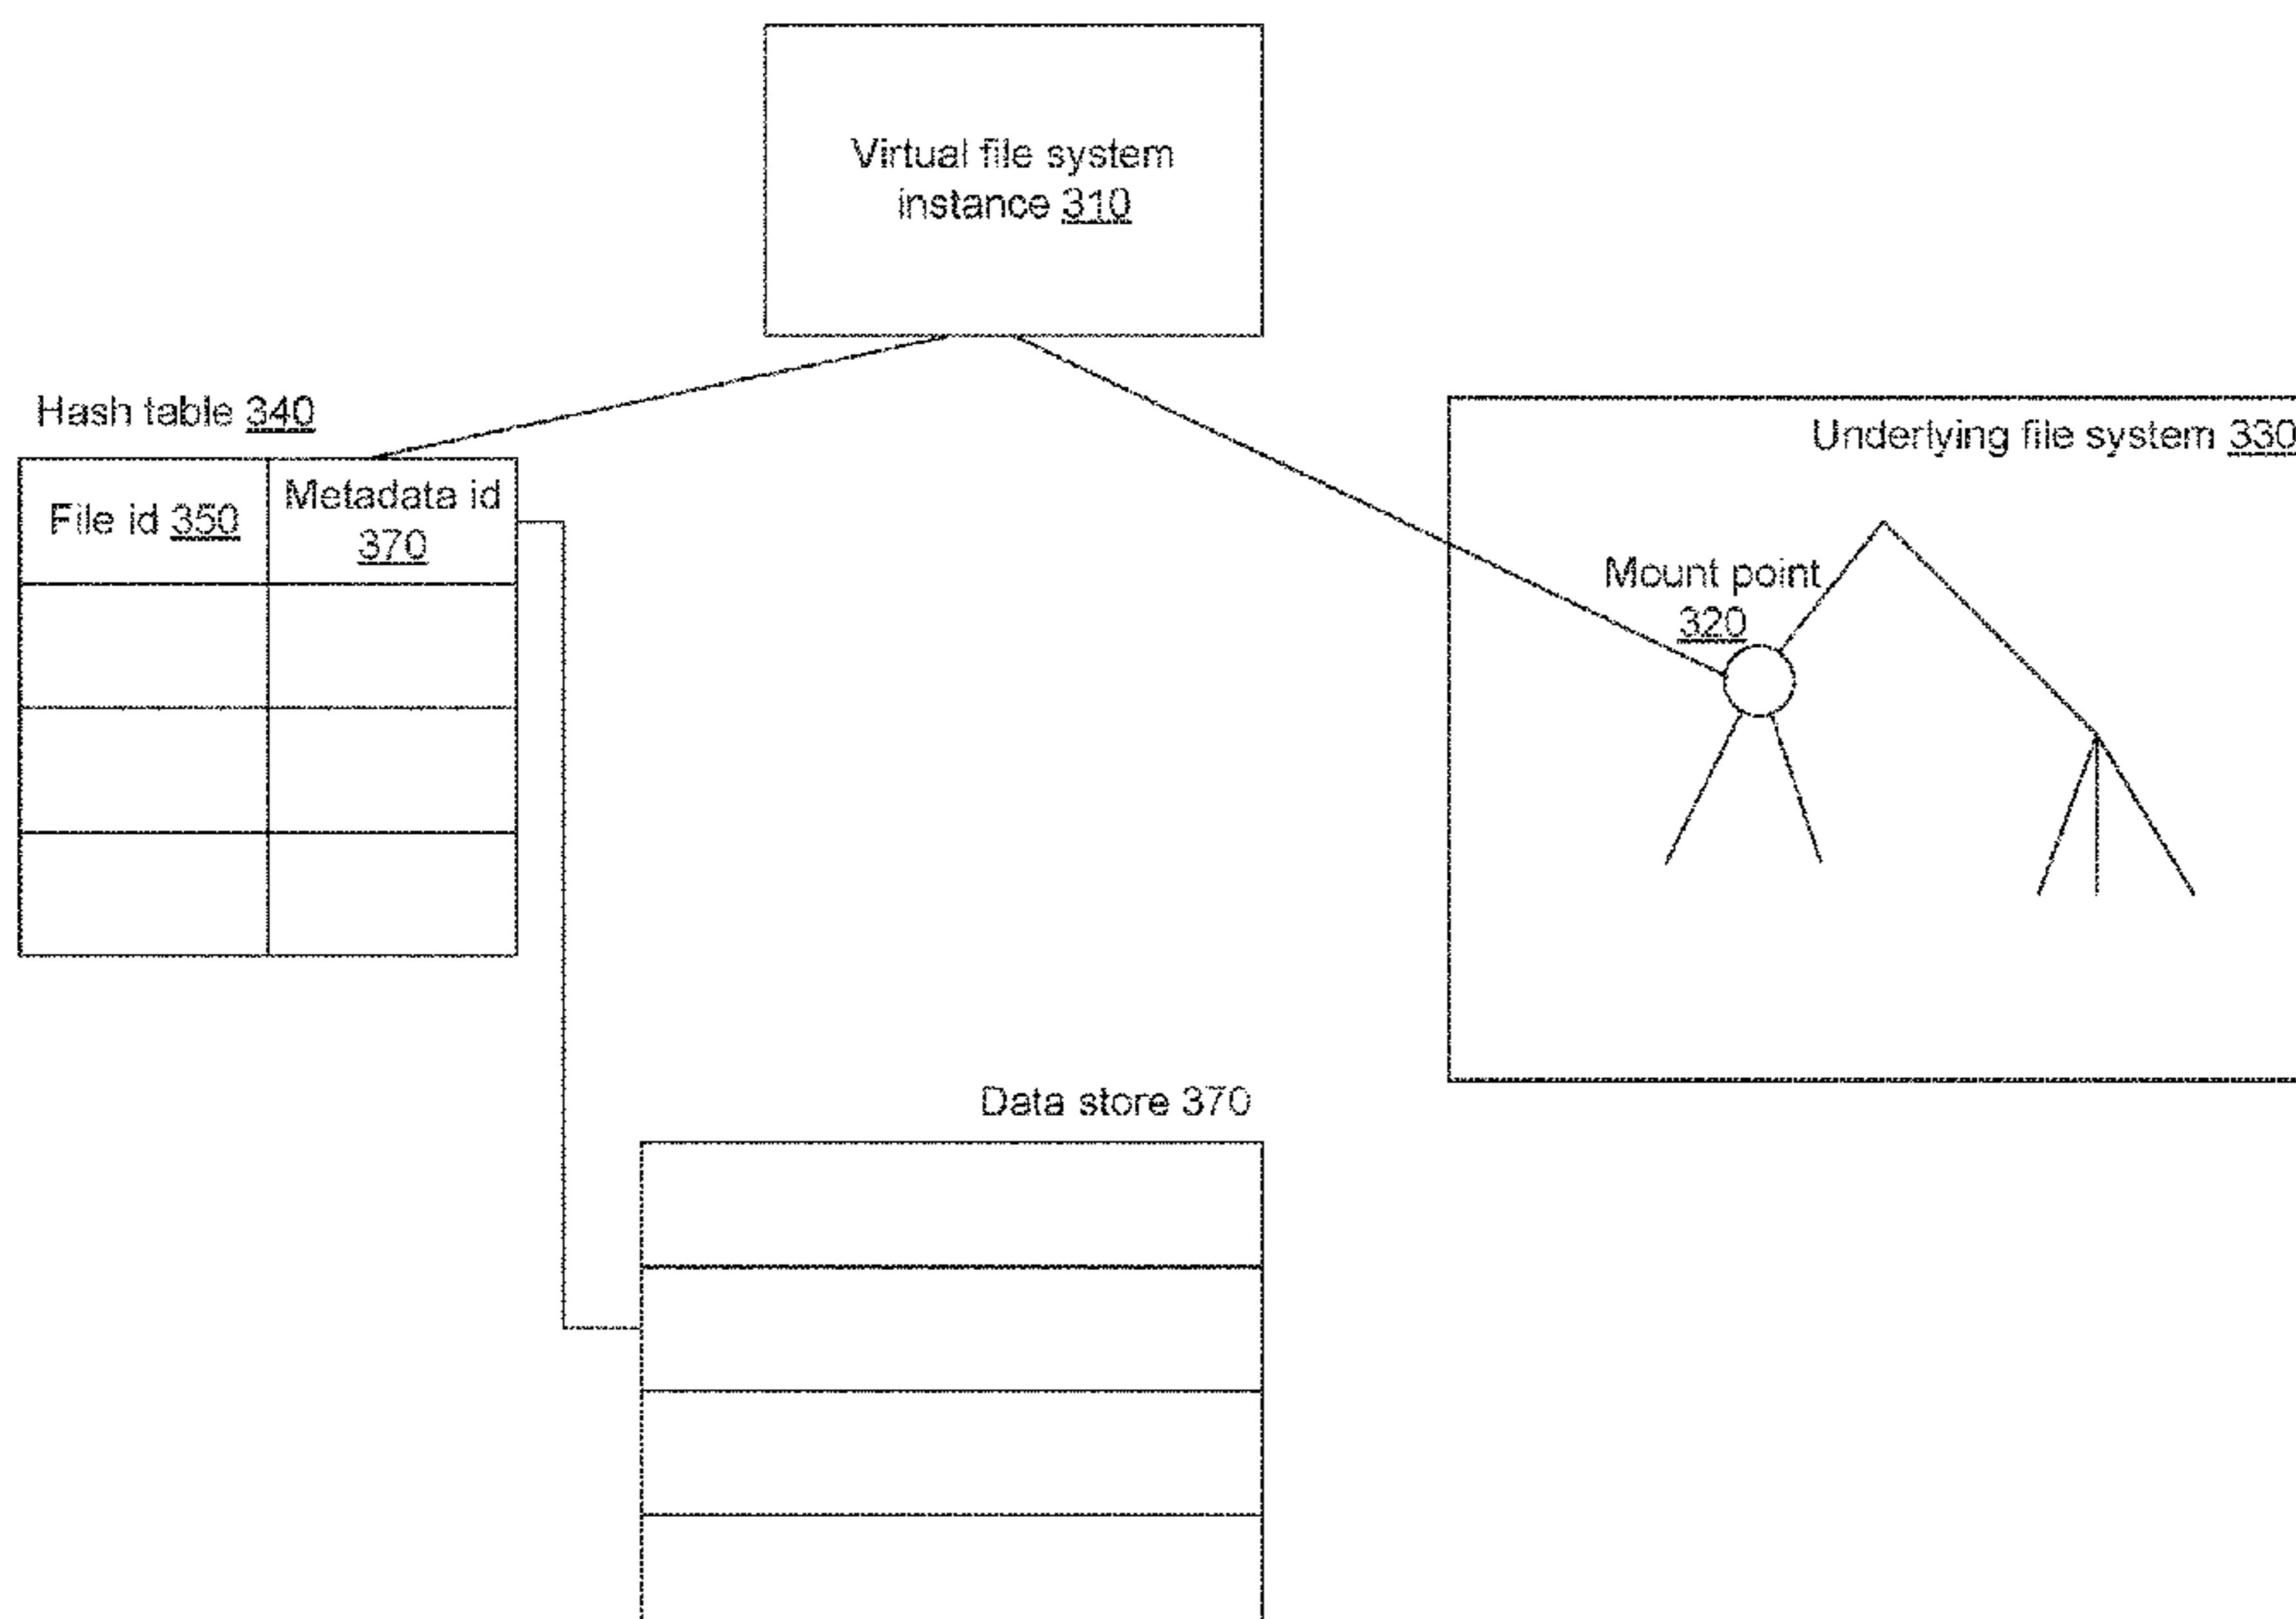 Virtual file system
instance 310
Hash table 340
Underlying file system 330
File id 350
Metadata id
370
Mount point
320
Data store 370